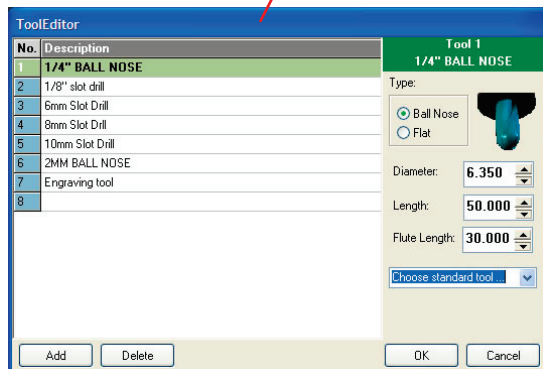 ToolEditor
No. Description
1 1/4" BALL NOSE
2 1/8" slot drill
3 6mm Slot Drill
4 8mm Slot Drll
5 10mm Slot Drill
6 2MM BALL NOSE
7 Engraving tool
8
Tool 1
1/4" BALL NOSE
Type:
Ball Nose
Flat
Diameter: 6.350
Length: 50.000
Flute Length: 30.000
Choose standard tool ...
Add Delete OK Cancel